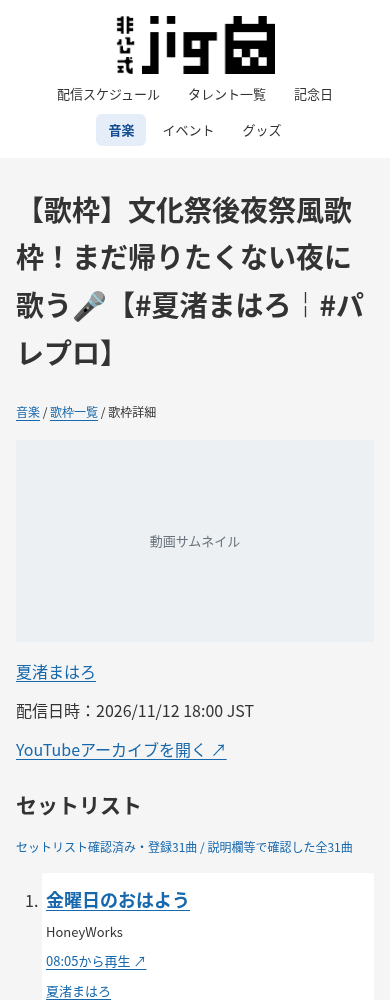 非公式
jig曲
配信スケジュール タレント一覧 記念日
音楽 イベント グッズ
【歌枠】文化祭後夜祭風歌
枠！まだ帰りたくない夜に
歌う🎤【#夏渚まはろ￤#パ
レプロ】
音楽 / 歌枠一覧 / 歌枠詳細
動画サムネイル
夏渚まはろ
配信日時：2026/11/12 18:00 JST
YouTubeアーカイブを開く ↗
セットリスト
セットリスト確認済み・登録31曲 / 説明欄等で確認した全31曲
1. 金曜日のおはよう
HoneyWorks
08:05から再生 ↗
夏渚まはろ